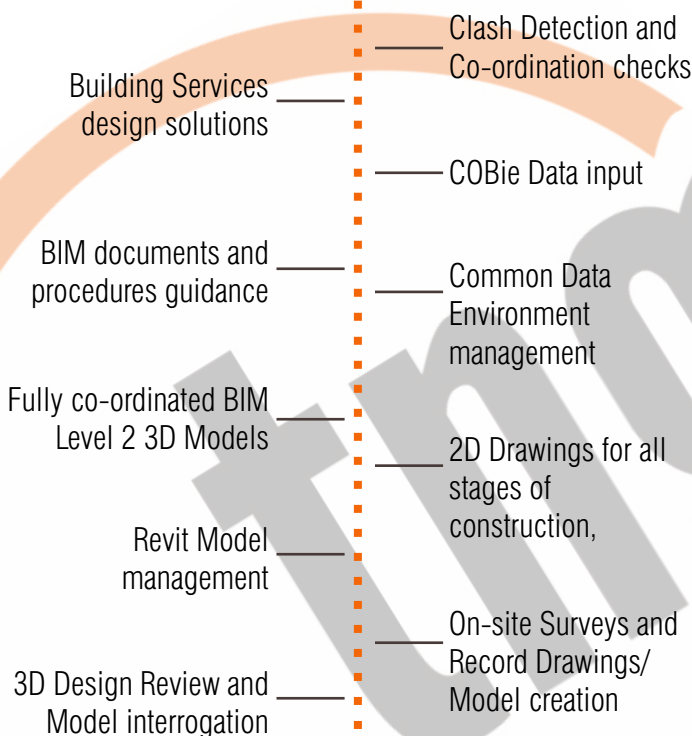 Clash Detection and
Co-ordination checks
Building Services
design solutions
COBie Data input
BIM documents and
procedures guidance
Common Data
Environment
management
Fully co-ordinated BIM
Level 2 3D Models
2D Drawings for all
stages of
construction,
Revit Model
management
On-site Surveys and
Record Drawings/
Model creation
3D Design Review and
Model interrogation